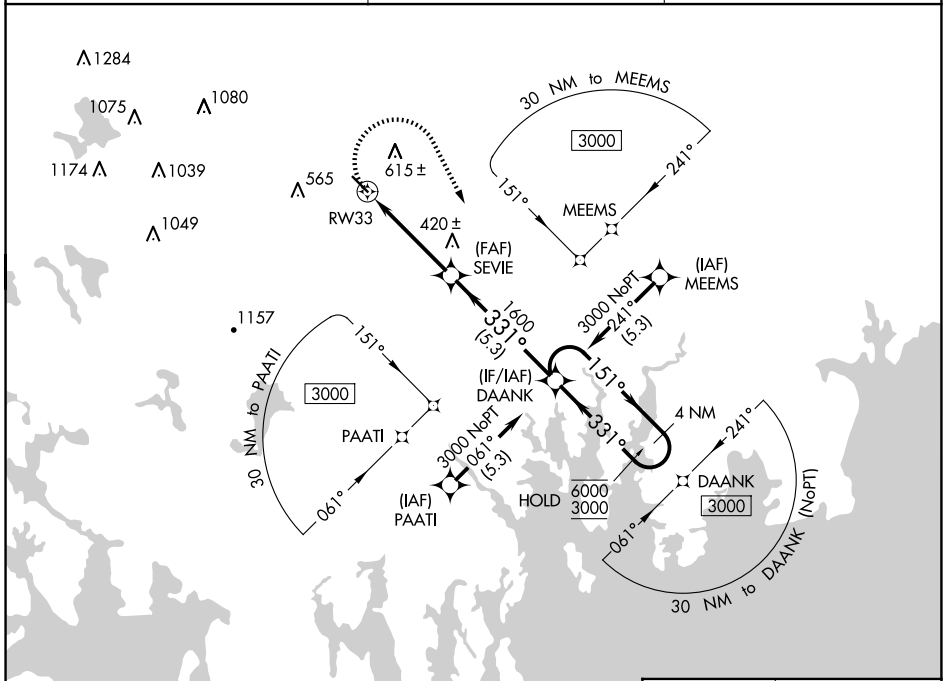 1284
1075
1080
1174
1039
1049
565
615 ±
RW33
420 ±
(FAF)
SEVIE
30 NM to MEEMS
3000
151°
241°
MEEMS
(IAF)
MEEMS
3000 NoPT
241°
(5.3)
1600
331°
(5.3)
1157
(IF/IAF)
DAANK
151°
331°
4 NM
HOLD
6000
3000
30 NM to PAATI
151°
3000
PAATI
061°
3000 NoPT
061°
(5.3)
(IAF)
PAATI
241°
DAANK
3000
061°
30 NM to DAANK (NoPT)